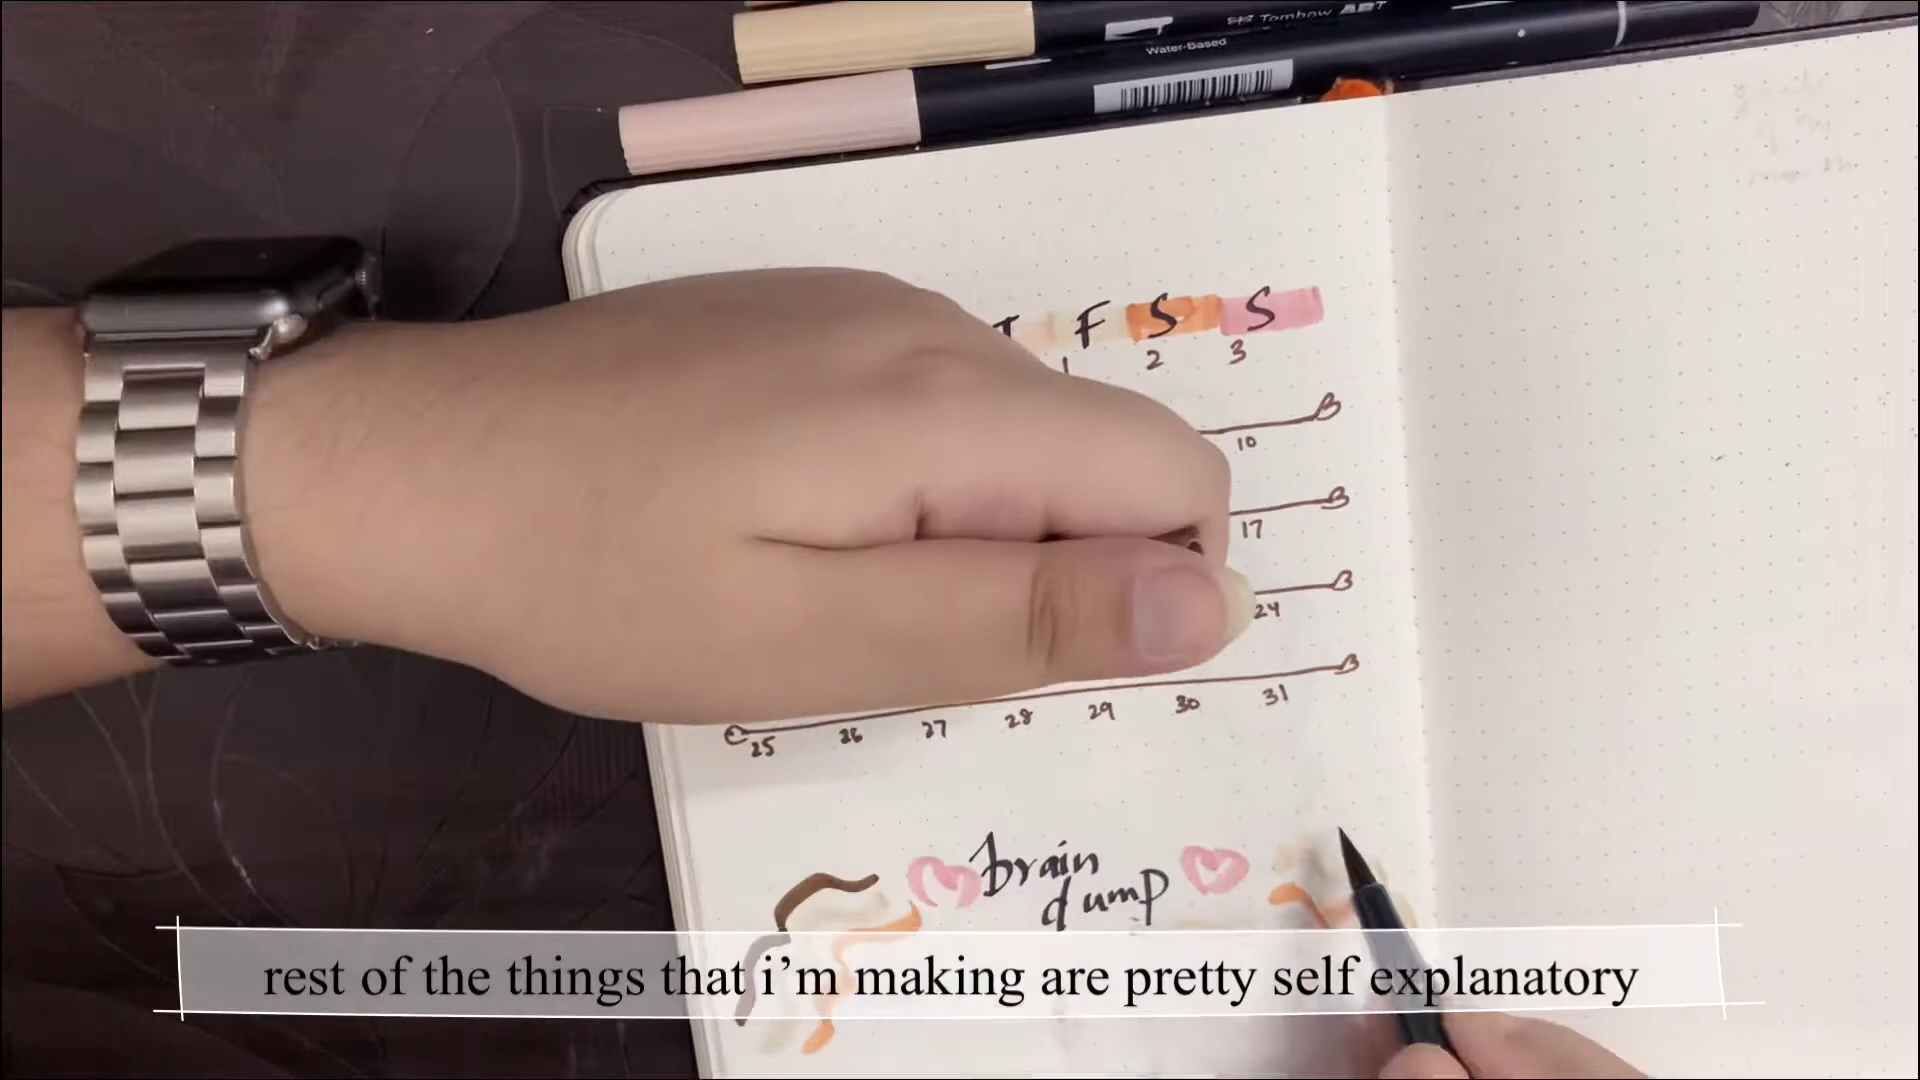 Tombow ABT
Water-Based
T F S S
1 2 3
10
17
24
25 26 27 28 29 30 31
brain
dump
rest of the things that i’m making are pretty self explanatory